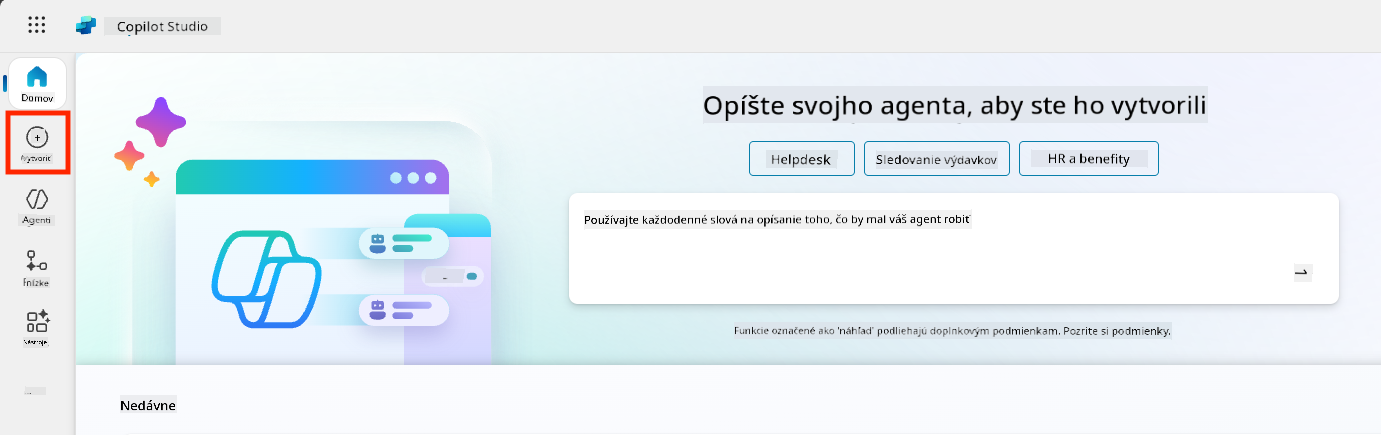 Copilot Studio
Domov
Vytvoriť
Agenti
Nástroje
Opíšte svojho agenta, aby ste ho vytvorili
Helpdesk
Sledovanie výdavkov
HR a benefity
Používajte každodenné slová na opísanie toho, čo by mal váš agent robiť
Funkcie označené ako 'náhľad' podliehajú doplnkovým podmienkam. Pozrite si podmienky.
Nedávne